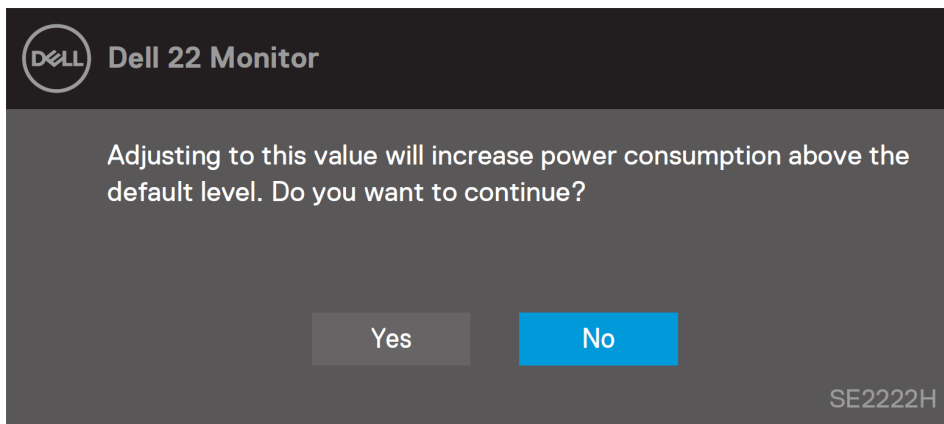 DELL
Dell 22 Monitor
Adjusting to this value will increase power consumption above the
default level. Do you want to continue?
Yes
No
SE2222H